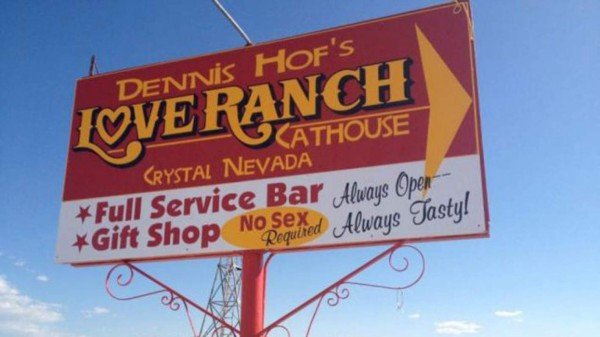 Dennis Hof's
LOVE RANCH
CATHOUSE
CRYSTAL NEVADA
Full Service Bar
Gift Shop
No Sex
Required
Always Open--
Always Tasty!